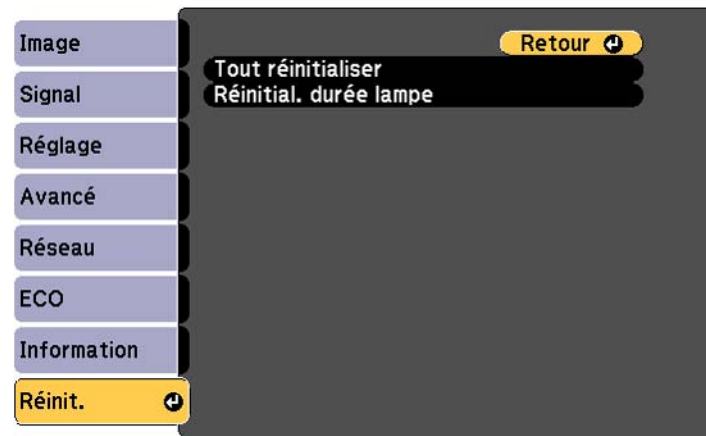 Image
Signal
Réglage
Avancé
Réseau
ECO
Information
Réinit.
Retour
Tout réinitialiser
Réinitial. durée lampe